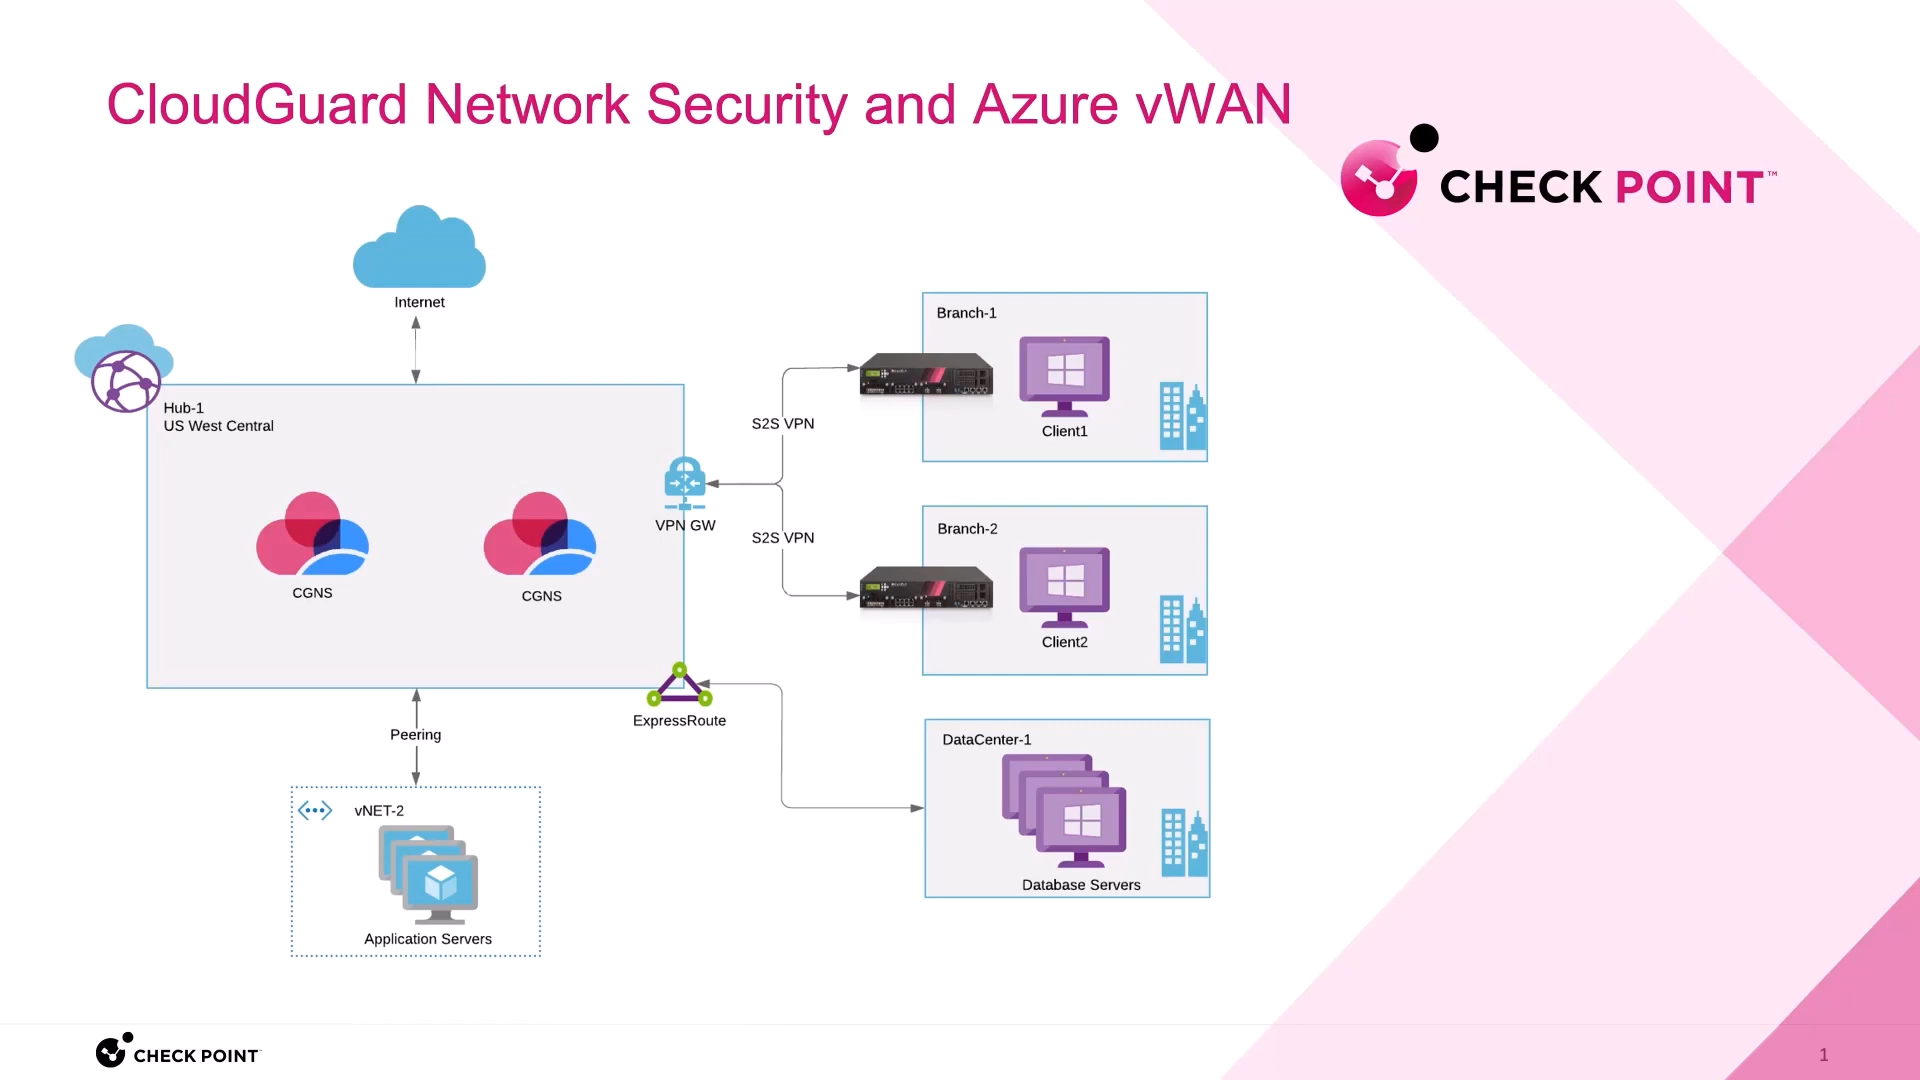 CloudGuard Network Security and Azure vWAN
CHECK POINT™
Internet
Hub-1
US West Central
CGNS
CGNS
VPN GW
S2S VPN
S2S VPN
Branch-1
Client1
Branch-2
Client2
ExpressRoute
Peering
DataCenter-1
Database Servers
vNET-2
Application Servers
CHECK POINT
1